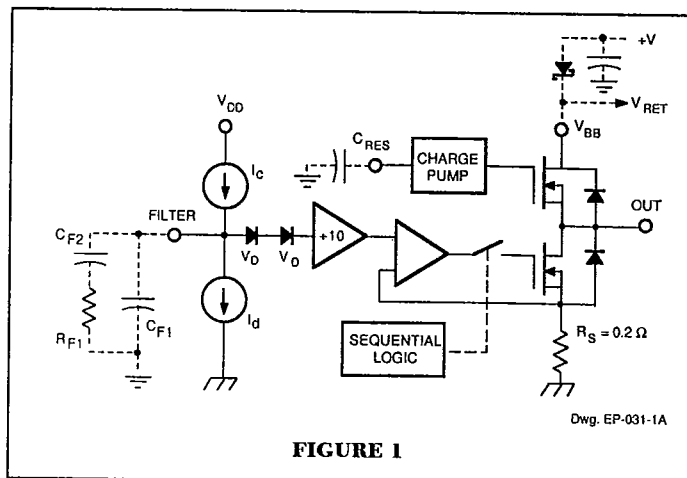 +V
V_RET
V_DD
V_BB
C_RES
CHARGE
PUMP
I_C
OUT
FILTER
C_F2
V_D
V_D
÷10
C_F1
I_d
R_F1
SEQUENTIAL
LOGIC
R_S = 0.2 Ω
Dwg. EP-031-1A
FIGURE 1